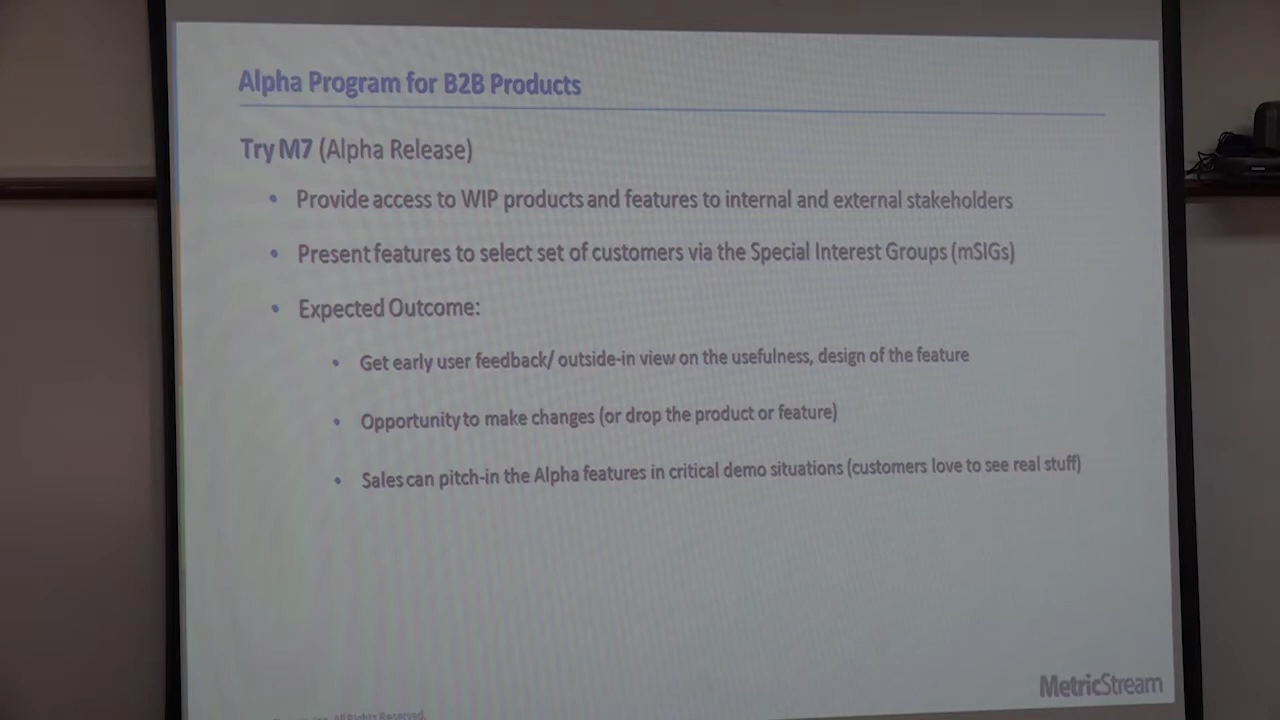 Alpha Program for B2B Products
Try M7 (Alpha Release)
• Provide access to WIP products and features to internal and external stakeholders
• Present features to select set of customers via the Special Interest Groups (mSIGs)
• Expected Outcome:
• Get early user feedback/ outside-in view on the usefulness, design of the feature
• Opportunity to make changes (or drop the product or feature)
• Sales can pitch-in the Alpha features in critical demo situations (customers love to see real stuff)
MetricStream
All Rights Reserved.